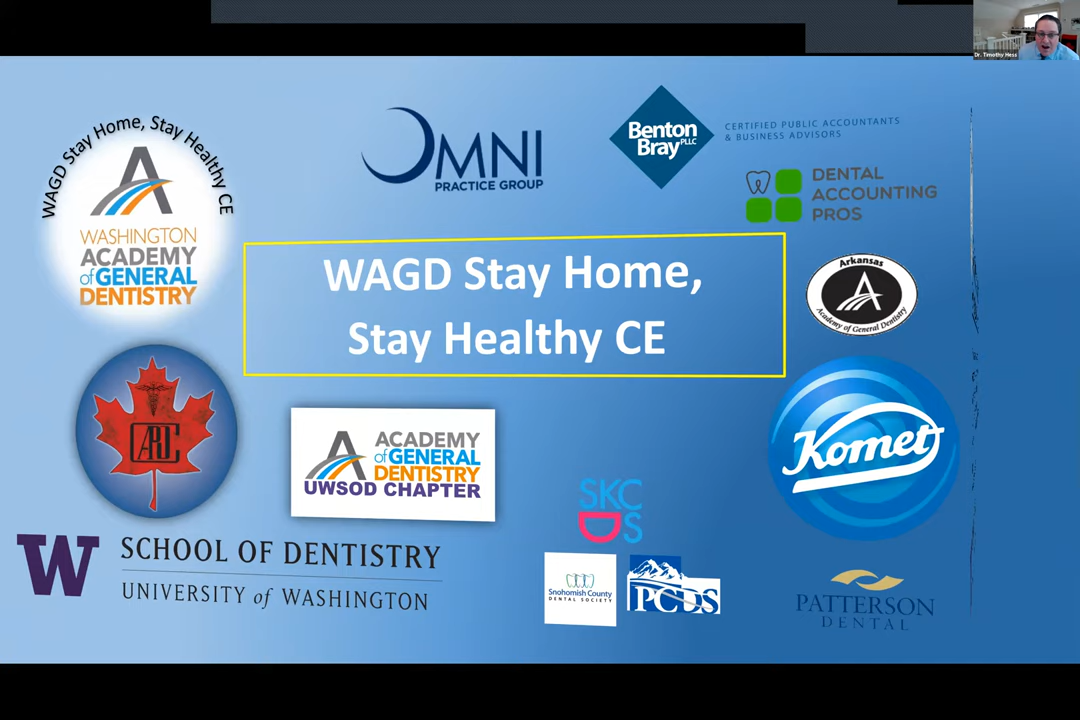 Dr. Timothy Hess
WAGD Stay Home, Stay Healthy CE
WASHINGTON
ACADEMY
of GENERAL
DENTISTRY
OMNI
PRACTICE GROUP
Benton
Bray PLLC
CERTIFIED PUBLIC ACCOUNTANTS
& BUSINESS ADVISORS
DENTAL
ACCOUNTING
PROS
WAGD Stay Home,
Stay Healthy CE
Arkansas
Academy of General Dentistry
ACADEMY
of GENERAL
DENTISTRY
UWSOD CHAPTER
Komet
SKC
DS
W
SCHOOL OF DENTISTRY
UNIVERSITY of WASHINGTON
Snohomish County
DENTAL SOCIETY
PCDS
PATTERSON
DENTAL